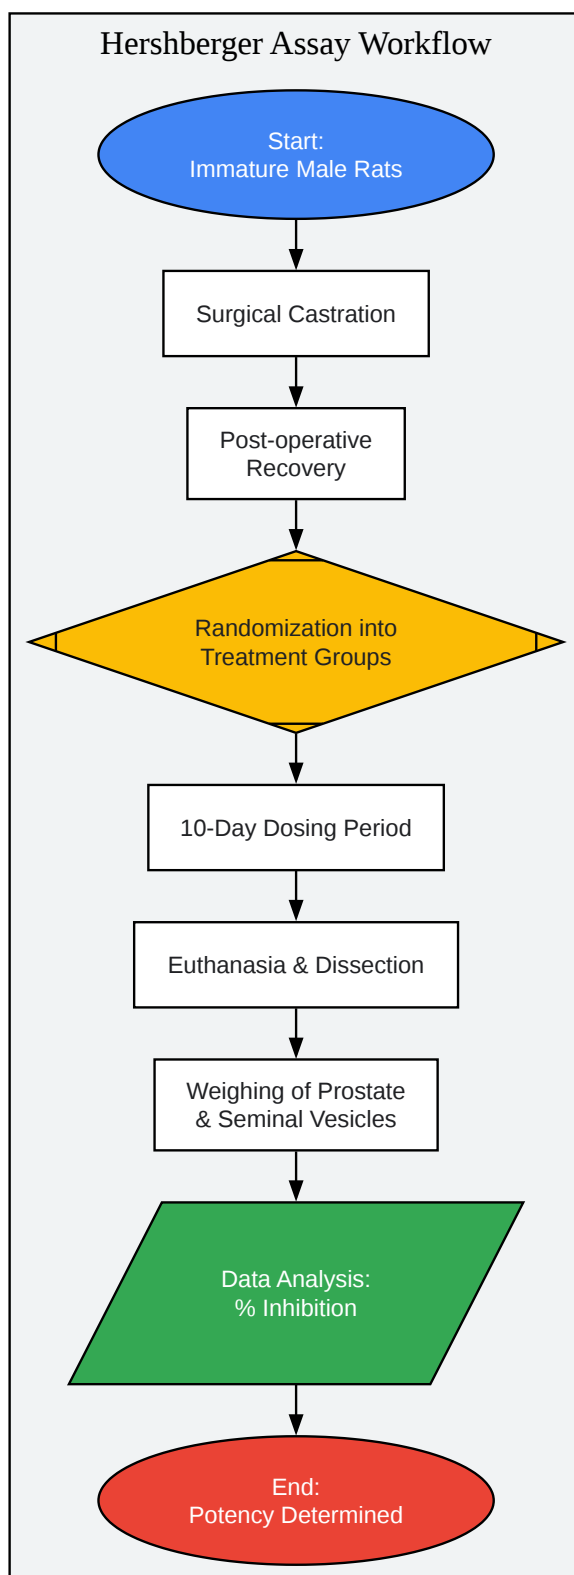 Hershberger Assay Workflow
Start:
Immature Male Rats
Surgical Castration
Post-operative
Recovery
Randomization into
Treatment Groups
10-Day Dosing Period
Euthanasia & Dissection
Weighing of Prostate
& Seminal Vesicles
Data Analysis:
% Inhibition
End:
Potency Determined